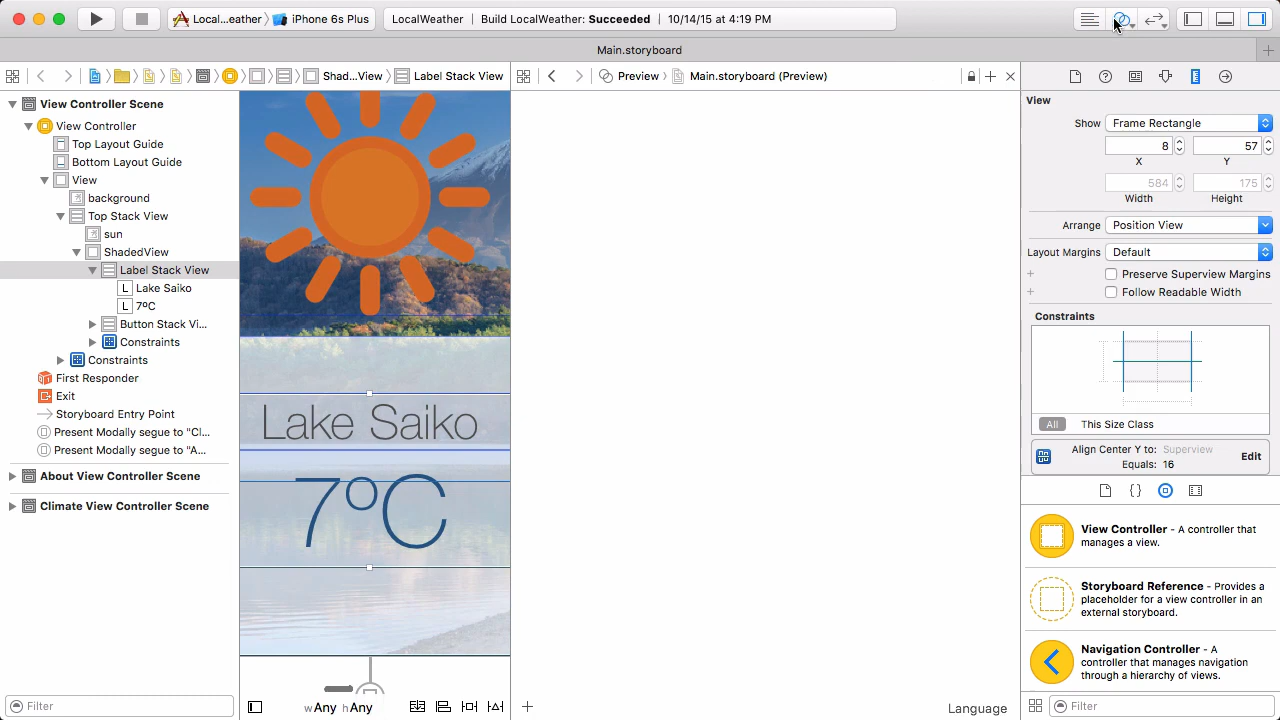 Local...eather
iPhone 6s Plus
LocalWeather
Build LocalWeather: Succeeded
10/14/15 at 4:19 PM
Main.storyboard
Shad...View
Label Stack View
Preview
Main.storyboard (Preview)
View Controller Scene
View Controller
Top Layout Guide
Bottom Layout Guide
View
background
Top Stack View
sun
ShadedView
Label Stack View
L Lake Saiko
L 7ºC
Button Stack Vi...
Constraints
Constraints
First Responder
Exit
Storyboard Entry Point
Present Modally segue to "Cl...
Present Modally segue to "A...
About View Controller Scene
Climate View Controller Scene
Filter
Lake Saiko
7ºC
wAny hAny
Language
View
Show Frame Rectangle
8 57
X Y
584 175
Width Height
Arrange Position View
Layout Margins Default
Preserve Superview Margins
Follow Readable Width
Constraints
All This Size Class
Align Center Y to: Superview
Equals: 16
Edit
View Controller - A controller that
manages a view.
Storyboard Reference - Provides a
placeholder for a view controller in an
external storyboard.
Navigation Controller - A
controller that manages navigation
through a hierarchy of views.
Filter